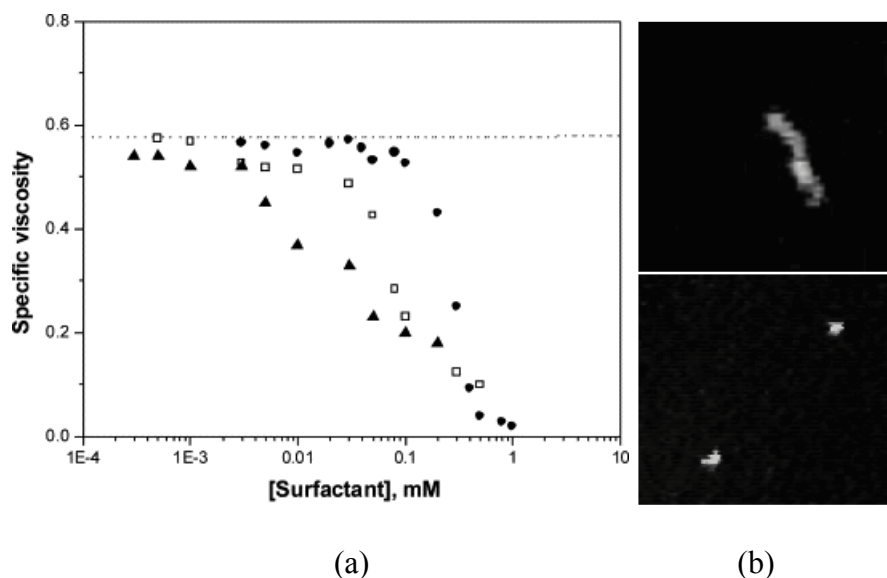 0.8
0.6
0.4
0.2
0.0
Specific viscosity
1E-4 1E-3 0.01 0.1 1 10
[Surfactant], mM
(a) (b)